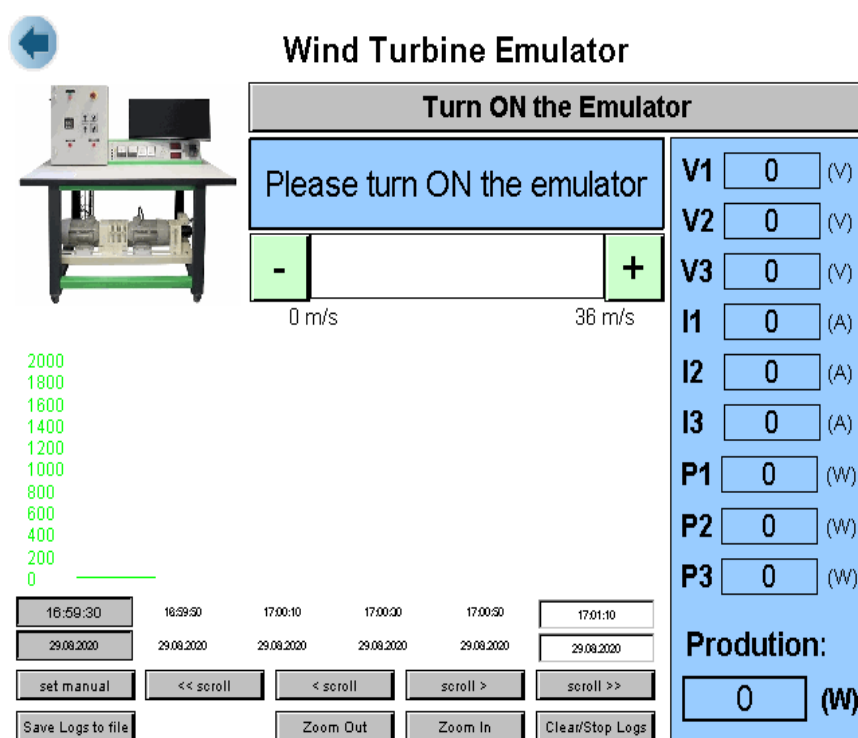 Wind Turbine Emulator
Turn ON the Emulator
Please turn ON the emulator
- +
0 m/s 36 m/s
V1 0 (V)
V2 0 (V)
V3 0 (V)
I1 0 (A)
I2 0 (A)
I3 0 (A)
P1 0 (W)
P2 0 (W)
P3 0 (W)
Prodution:
0 (W)
2000
1800
1600
1400
1200
1000
800
600
400
200
0
16:59:30 16:59:50 17:00:10 17:00:30 17:00:50 17:01:10
29.08.2020 29.08.2020 29.08.2020 29.08.2020 29.08.2020 29.08.2020
set manual << scroll < scroll scroll > scroll >>
Save Logs to file Zoom Out Zoom In Clear/Stop Logs